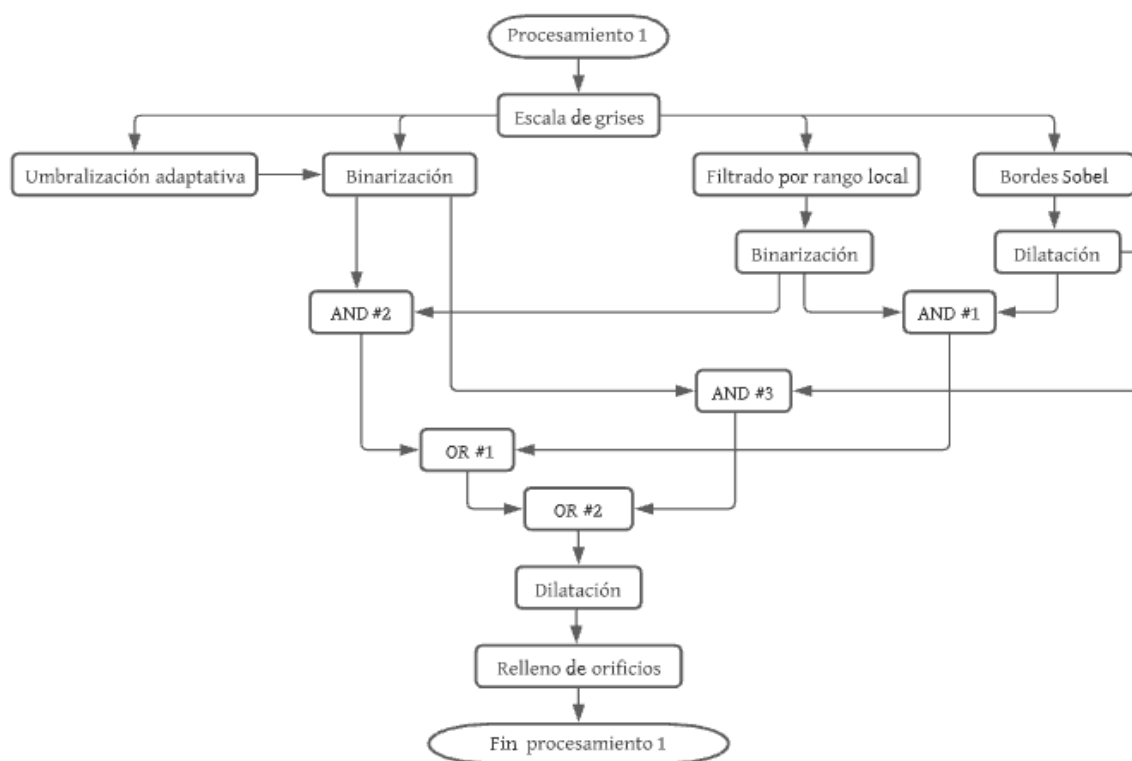 Procesamiento 1
Escala de grises
Umbralización adaptativa
Binarización
Filtrado por rango local
Bordes Sobel
Binarización
Dilatación
AND #2
AND #1
AND #3
OR #1
OR #2
Dilatación
Relleno de orificios
Fin procesamiento 1